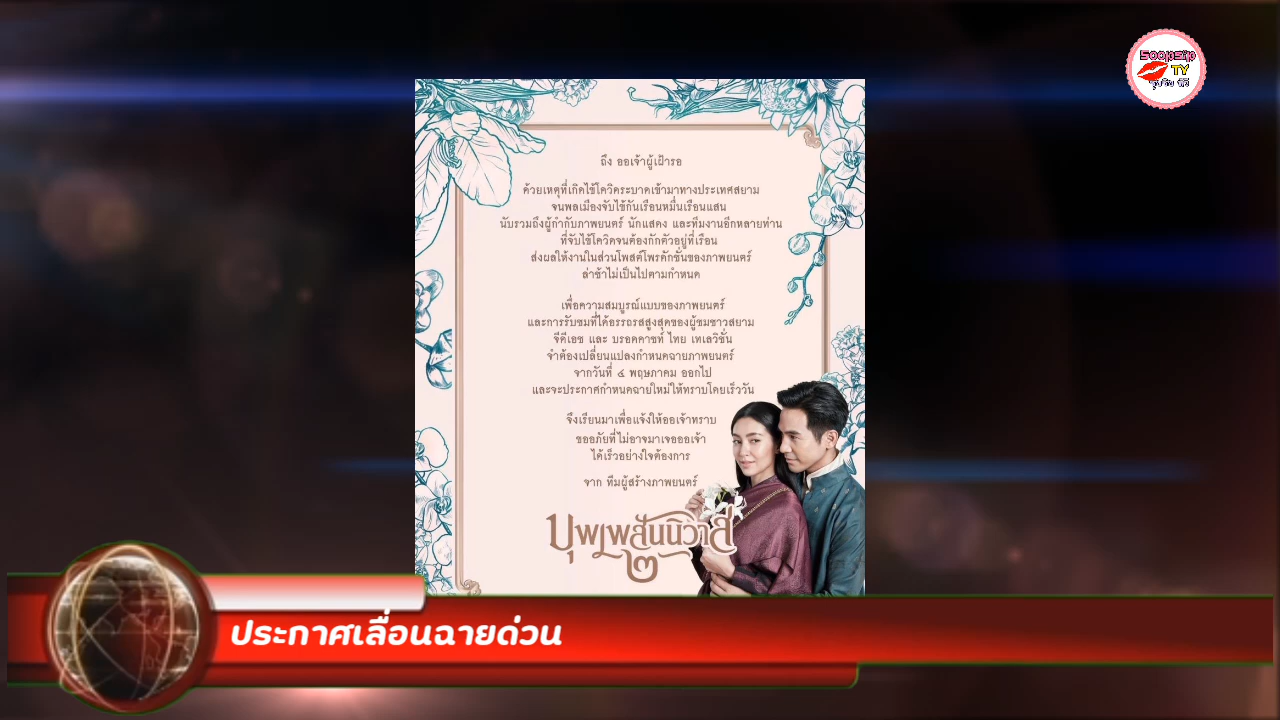 Soopsip
TV
ซุบซิบ ทีวี
ถึง ออเจ้าผู้เฝ้ารอ
ด้วยเหตุที่เกิดไข้โควิดระบาดเข้ามาทางประเทศสยาม
จนพลเมืองจับไข้กันเรือนหมื่นเรือนแสน
นับรวมถึงผู้กำกับภาพยนตร์ นักแสดง และทีมงานอีกหลายท่าน
ที่จับไข้โควิดจนต้องกักตัวอยู่ที่เรือน
ส่งผลให้งานในส่วนโพสต์โพรดักชั่นของภาพยนตร์
ล่าช้าไม่เป็นไปตามกำหนด
เพื่อความสมบูรณ์แบบของภาพยนตร์
และการรับชมที่ได้อรรถรสสูงสุดของผู้ชมชาวสยาม
จีดีเอช และ บรอดคาซท์ ไทย เทเลวิชั่น
จำต้องเปลี่ยนแปลงกำหนดฉายภาพยนตร์
จากวันที่ ๔ พฤษภาคม ออกไป
และจะประกาศกำหนดฉายใหม่ให้ทราบโดยเร็ววัน
จึงเรียนมาเพื่อแจ้งให้ออเจ้าทราบ
ขออภัยที่ไม่อาจมาเจอออเจ้า
ได้เร็วอย่างใจต้องการ
จาก ทีมผู้สร้างภาพยนตร์
บุพเพสันนิวาส
๒
ประกาศเลื่อนฉายด่วน